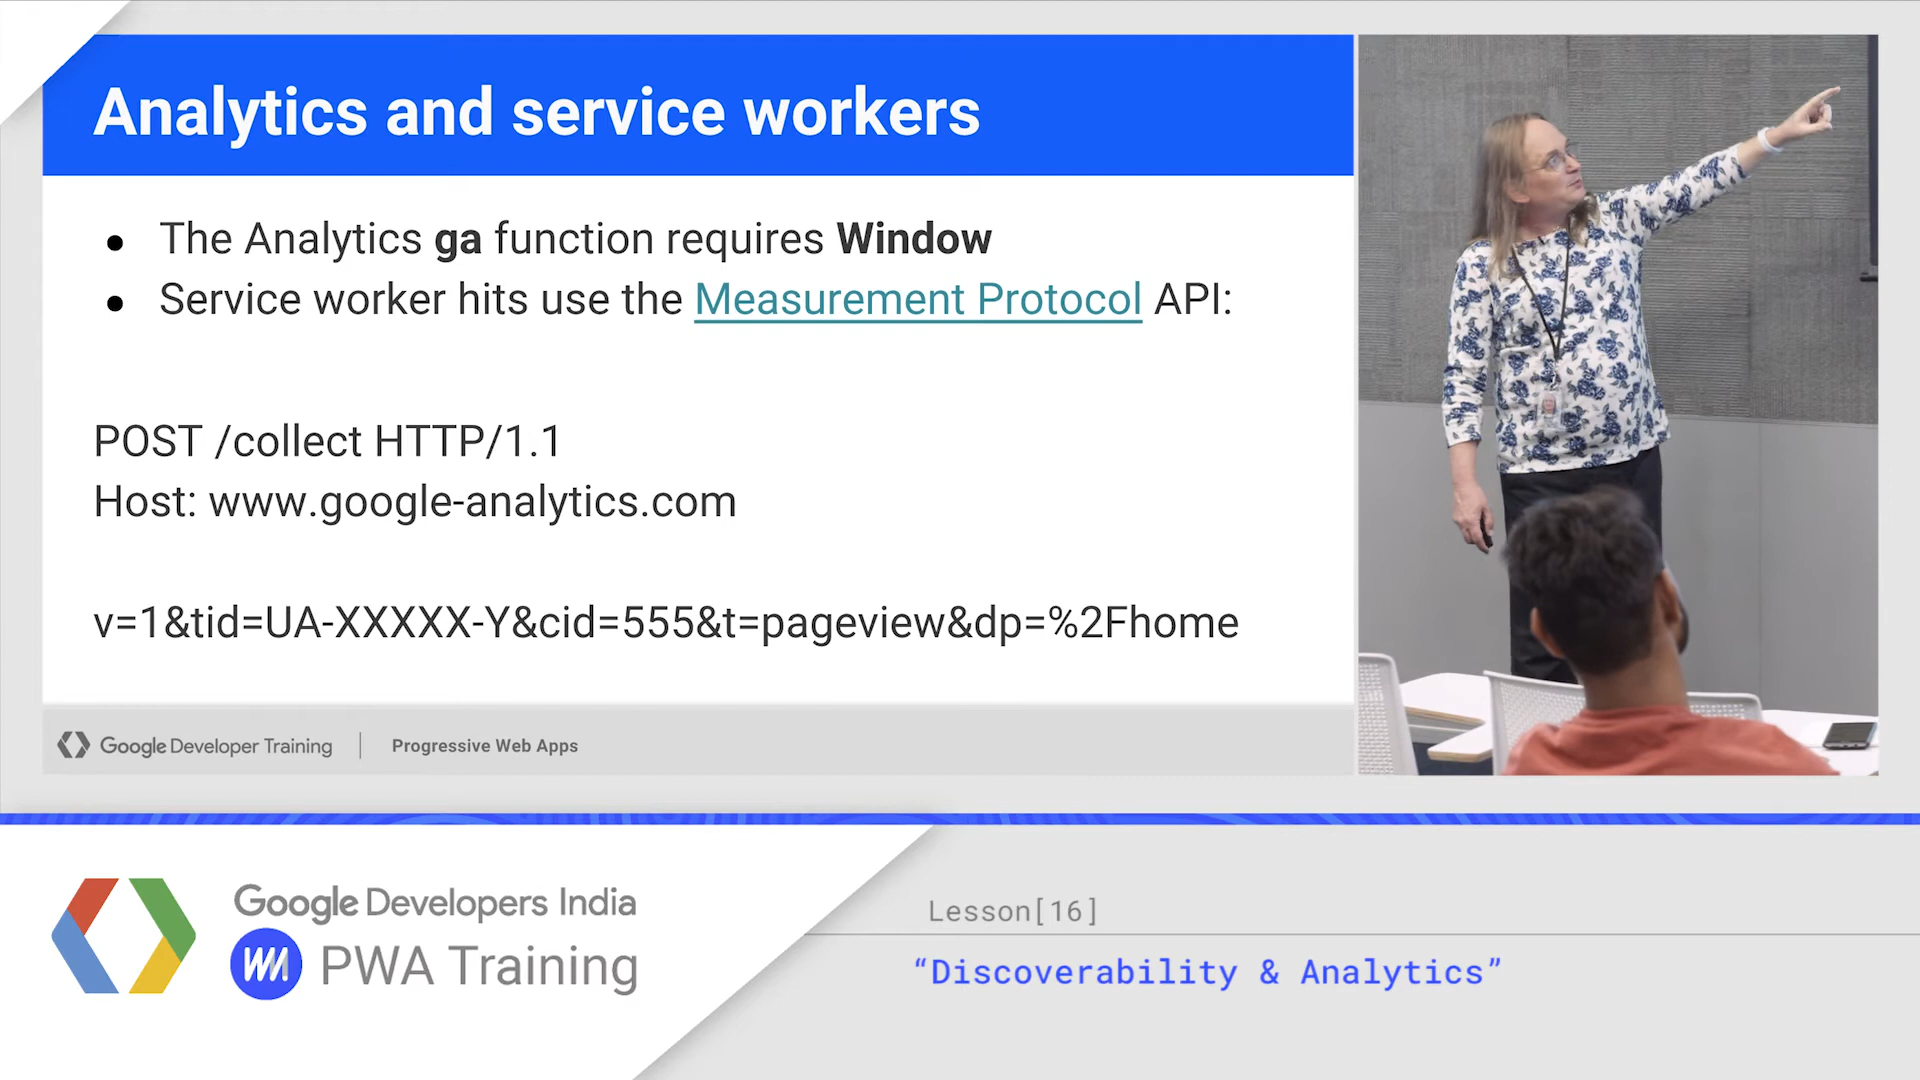 Analytics and service workers
● The Analytics ga function requires Window
● Service worker hits use the Measurement Protocol API:
POST /collect HTTP/1.1
Host: www.google-analytics.com
v=1&tid=UA-XXXXX-Y&cid=555&t=pageview&dp=%2Fhome
Google Developer Training | Progressive Web Apps
Google Developers India
PWA Training
Lesson[16]
“Discoverability & Analytics”